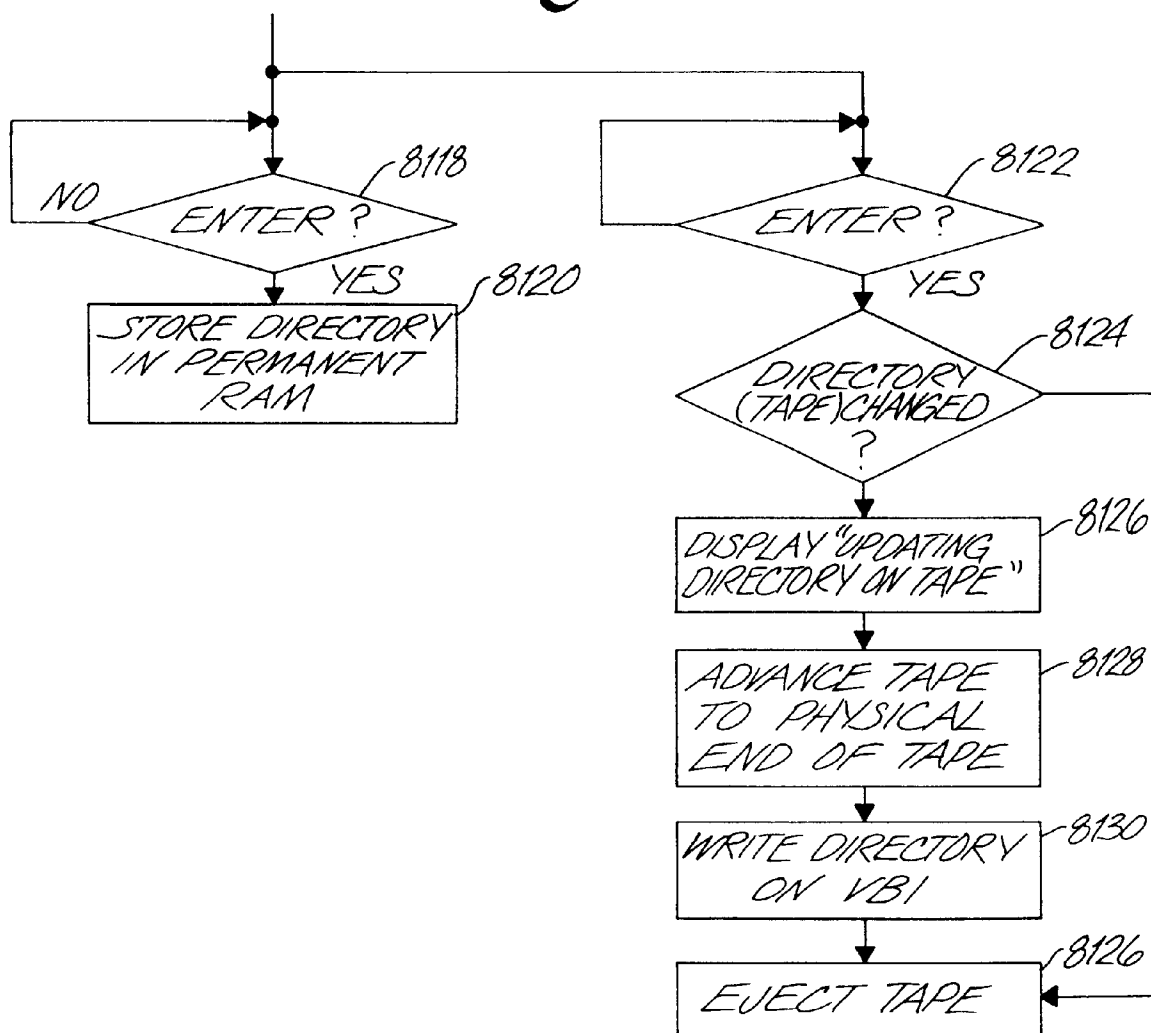 8118
NO
ENTER ?
YES
8120
STORE DIRECTORY
IN PERMANENT
RAM
8122
ENTER ?
YES
8124
DIRECTORY
(TAPE) CHANGED
?
8126
DISPLAY "UPDATING
DIRECTORY ON TAPE"
8128
ADVANCE TAPE
TO PHYSICAL
END OF TAPE
8130
WRITE DIRECTORY
ON VBI
8126
EJECT TAPE